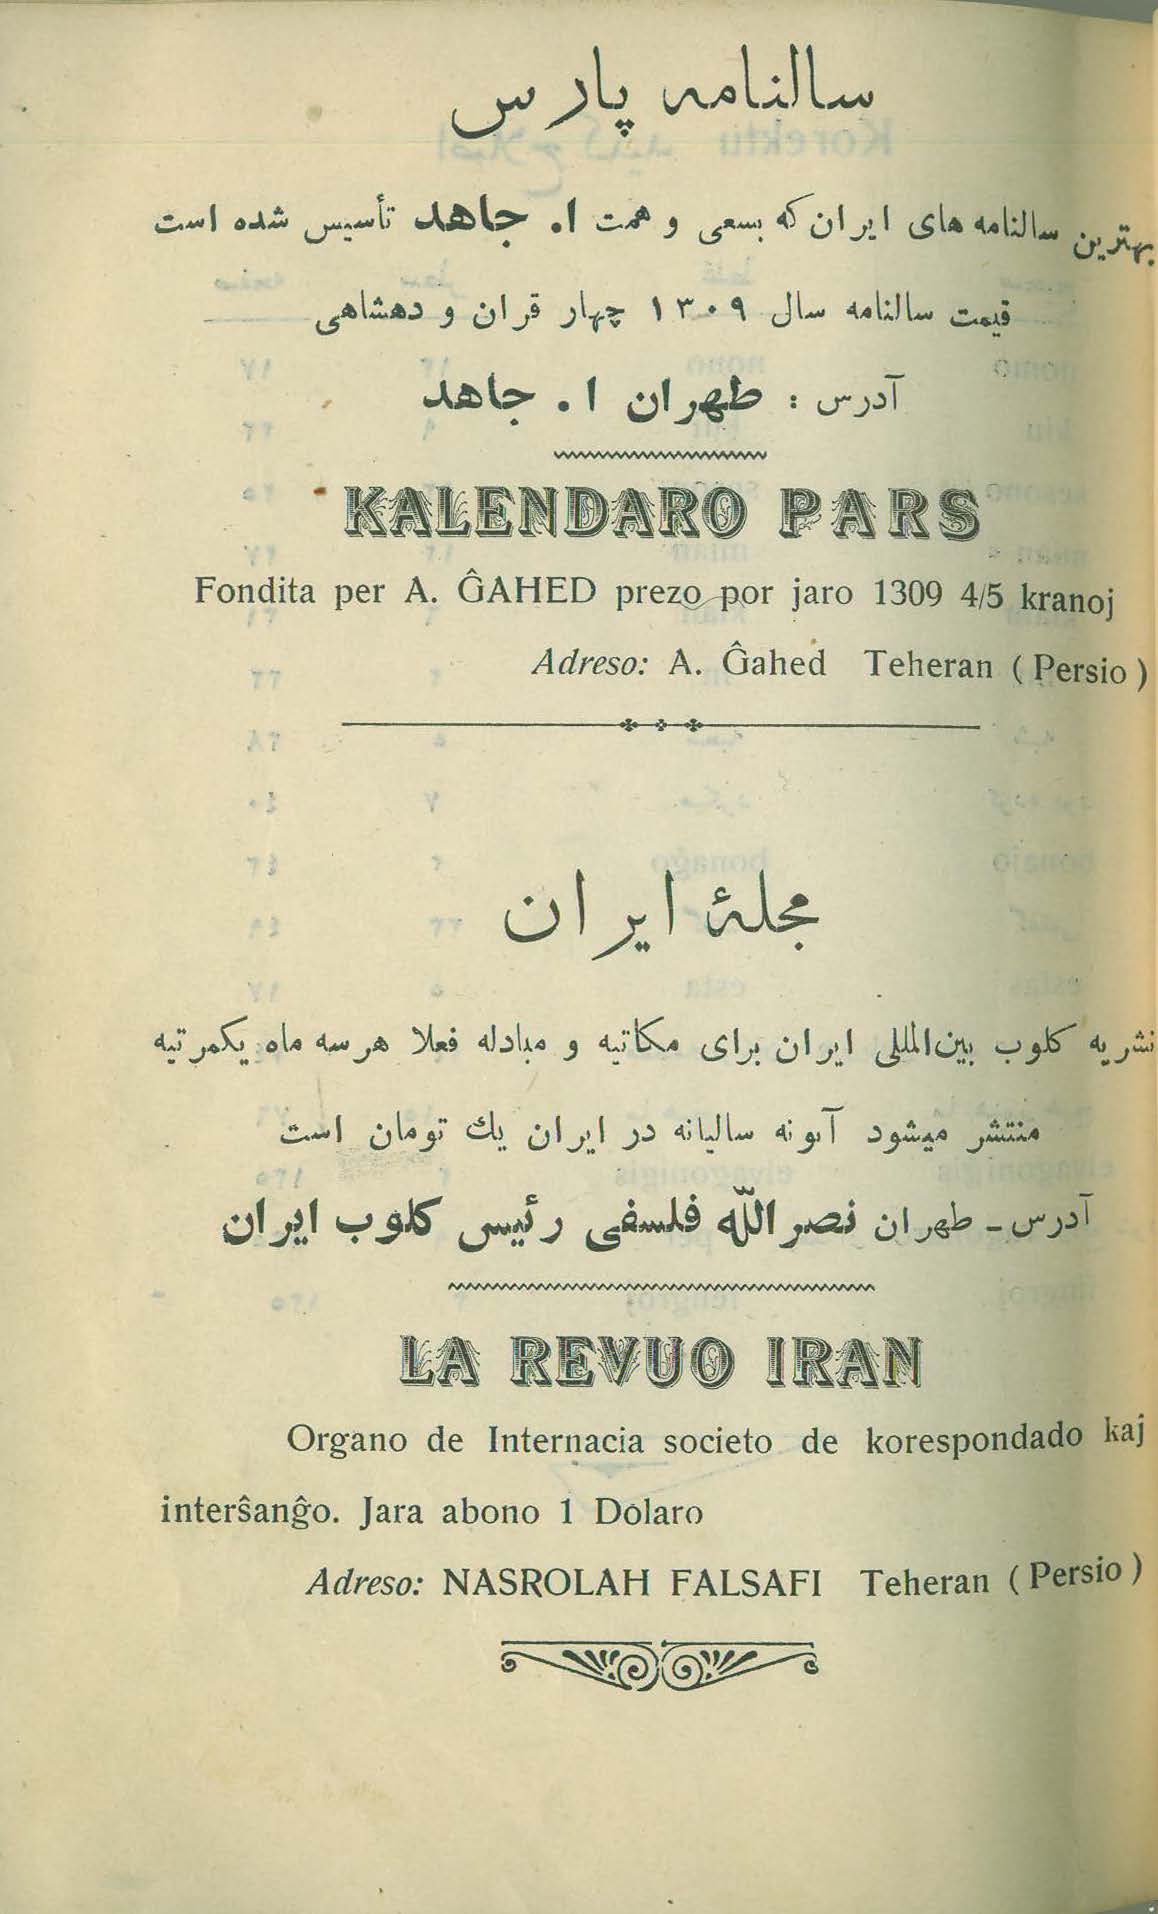 سالنامه پارس
بهترین سالنامه های ایران که بسعی و همت ا. جاهد تأسیس شده است
قیمت سالنامه سال ۱۳۰۹ چهار قران و دهشاهی
آدرس : طهران ا. جاهد
KALENDARO PARS
Fondita per A. ĜAHED prezo por jaro 1309 4/5 kranoj
Adreso: A. Ĝahed Teheran ( Persio )
مجلهٔ ایران
نشریه کلوب بین‌المللی ایران برای مکاتبه و مبادله فعلا هر سه ماه یکمرتبه
منتشر میشود آبونه سالیانه در ایران یك تومان است
آدرس - طهران نصرالله فلسفی رئیس کلوب ایران
LA REVUO IRAN
Organo de Internacia societo de korespondado kaj
interŝanĝo. Jara abono 1 Dolaro
Adreso: NASROLAH FALSAFI Teheran ( Persio )